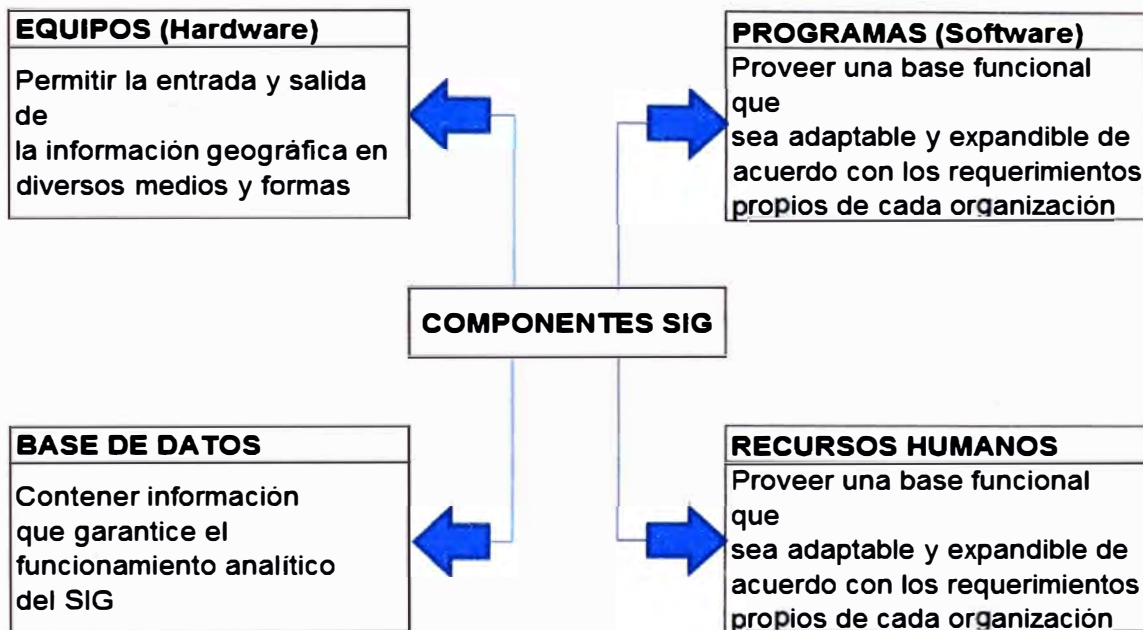 EQUIPOS (Hardware)
Permitir la entrada y salida
de
la información geográfica en
diversos medios y formas
PROGRAMAS (Software)
Proveer una base funcional
que
sea adaptable y expandible de
acuerdo con los requerimientos
propios de cada organización
COMPONENTES SIG
BASE DE DATOS
Contener información
que garantice el
funcionamiento analítico
del SIG
RECURSOS HUMANOS
Proveer una base funcional
que
sea adaptable y expandible de
acuerdo con los requerimientos
propios de cada organización